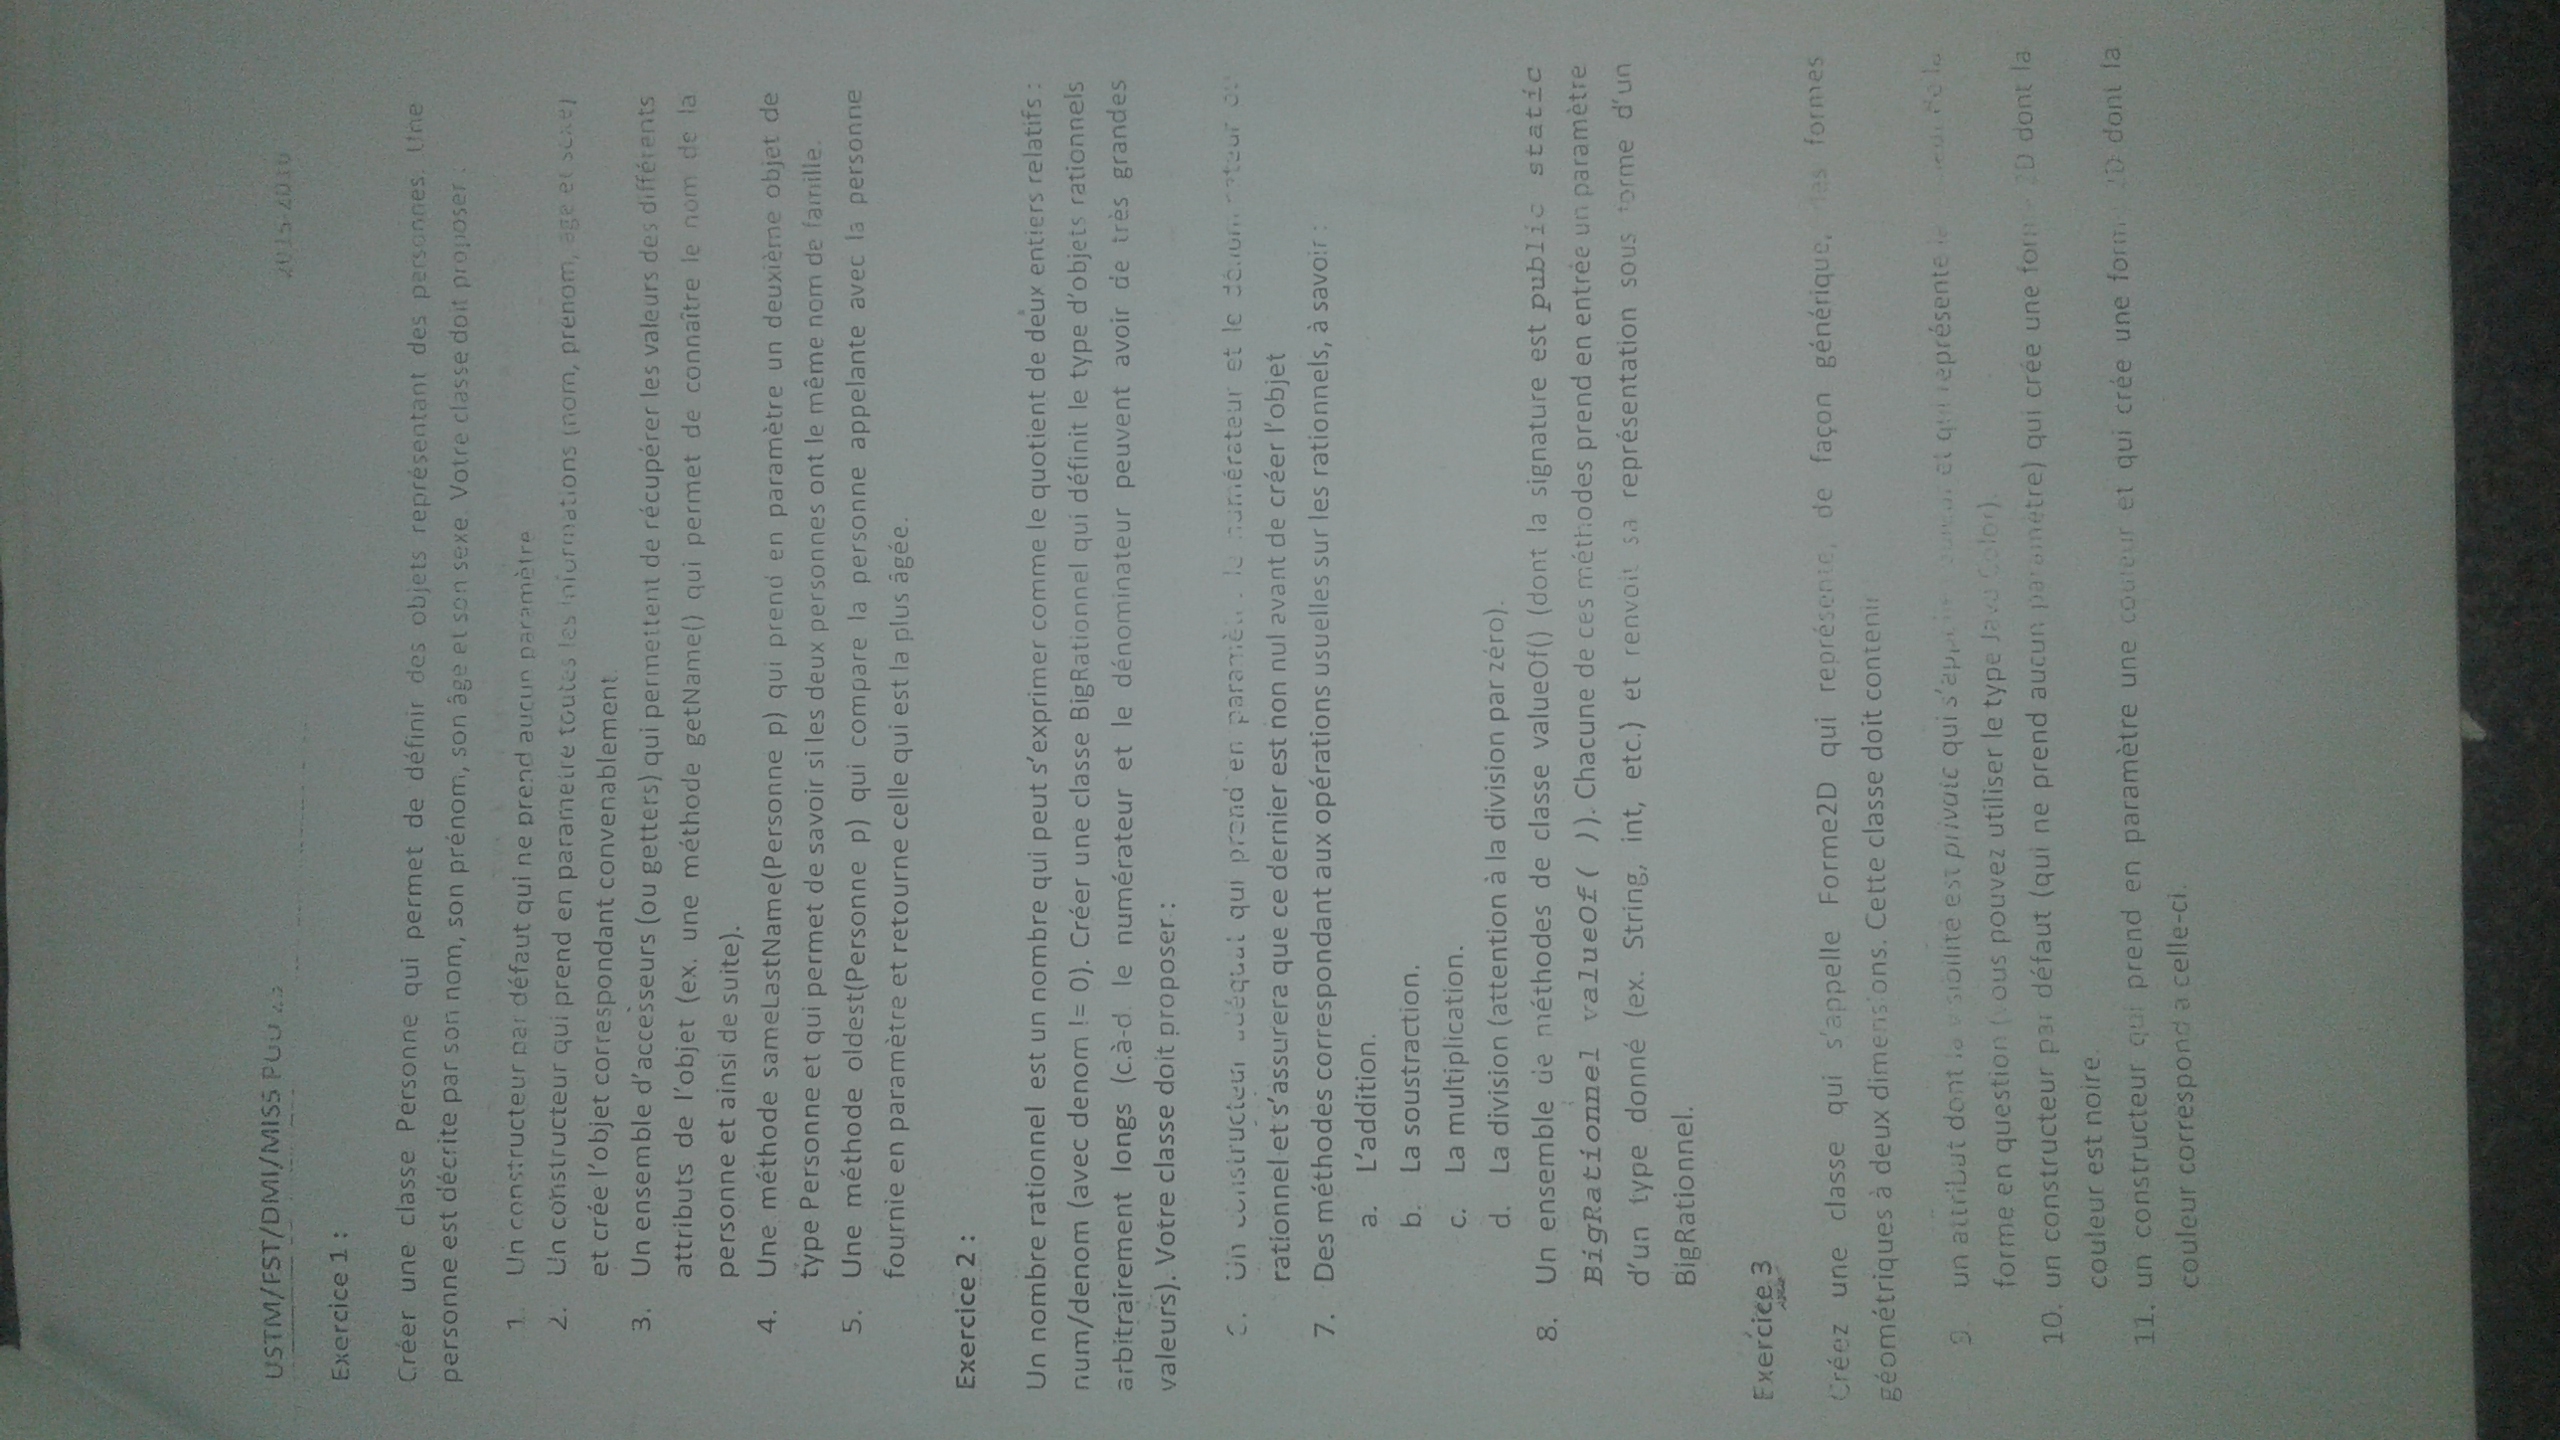 USTM/FST/DMI/MIS5
2015-2016
Exercice 1 :
Créer une classe Personne qui permet de définir des objets représentant des personnes. Une
personne est décrite par son nom, son prénom, son âge et son sexe. Votre classe doit proposer :
1. Un constructeur par défaut qui ne prend aucun paramètre
2. Un constructeur qui prend en paramètre toutes les informations (nom, prénom, âge et sexe)
et crée l'objet correspondant convenablement.
3. Un ensemble d'accesseurs (ou getters) qui permettent de récupérer les valeurs des différents
attributs de l'objet (ex. une méthode getName() qui permet de connaître le nom de la
personne et ainsi de suite).
4. Une méthode sameLastName(Personne p) qui prend en paramètre un deuxième objet de
type Personne et qui permet de savoir si les deux personnes ont le même nom de famille.
5. Une méthode oldest(Personne p) qui compare la personne appelante avec la personne
fournie en paramètre et retourne celle qui est la plus âgée.
Exercice 2 :
Un nombre rationnel est un nombre qui peut s'exprimer comme le quotient de deux entiers relatifs :
num/denom (avec denom != 0). Créer une classe BigRationnel qui définit le type d'objets rationnels
arbitrairement longs (c.à-d. le numérateur et le dénominateur peuvent avoir de très grandes
valeurs). Votre classe doit proposer :
6. Un constructeur adéquat qui prend en paramètre le numérateur et le dénominateur
rationnel et s'assurera que ce dernier est non nul avant de créer l'objet
7. Des méthodes correspondant aux opérations usuelles sur les rationnels, à savoir :
a. L'addition.
b. La soustraction.
c. La multiplication.
d. La division (attention à la division par zéro).
8. Un ensemble de méthodes de classe valueOf() (dont la signature est public static
BigRationnel valueOf( )). Chacune de ces méthodes prend en entrée un paramètre
d'un type donné (ex. String, int, etc.) et renvoit sa représentation sous forme d'un
BigRationnel.
Exercice 3
Créez une classe qui s'appelle Forme2D qui représente, de façon générique, des formes
géométriques à deux dimensions. Cette classe doit contenir
9. un attribut dont la visibilité est private qui s'appelle et qui représente la couleur de la
forme en question (vous pouvez utiliser le type Java Color).
10. un constructeur par défaut (qui ne prend aucun paramètre) qui crée une forme 2D dont la
couleur est noire.
11. un constructeur qui prend en paramètre une couleur et qui crée une forme 2D dont la
couleur correspond à celle-ci.